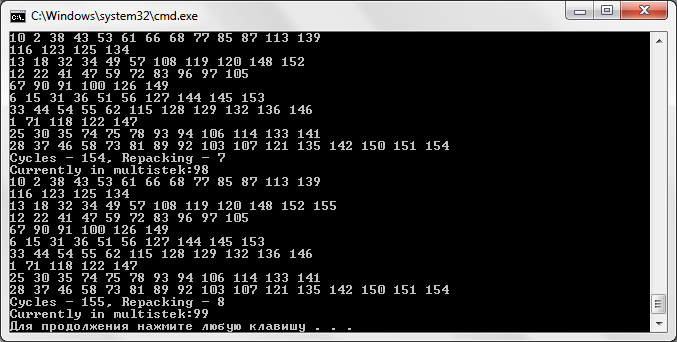 C:\Windows\system32\cmd.exe
10 2 38 43 53 61 66 68 77 85 87 113 139
116 123 125 134
13 18 32 34 49 57 108 119 120 148 152
12 22 41 47 59 72 83 96 97 105
67 90 91 100 126 149
6 15 31 36 51 56 127 144 145 153
33 44 54 55 62 115 128 129 132 136 146
1 71 118 122 147
25 30 35 74 75 78 93 94 106 114 133 141
28 37 46 58 73 81 89 92 103 107 121 135 142 150 151 154
Cycles - 154, Repacking - 7
Currently in multistek:98
10 2 38 43 53 61 66 68 77 85 87 113 139
116 123 125 134
13 18 32 34 49 57 108 119 120 148 152 155
12 22 41 47 59 72 83 96 97 105
67 90 91 100 126 149
6 15 31 36 51 56 127 144 145 153
33 44 54 55 62 115 128 129 132 136 146
1 71 118 122 147
25 30 35 74 75 78 93 94 106 114 133 141
28 37 46 58 73 81 89 92 103 107 121 135 142 150 151 154
Cycles - 155, Repacking - 8
Currently in multistek:99
Для продолжения нажмите любую клавишу . . .